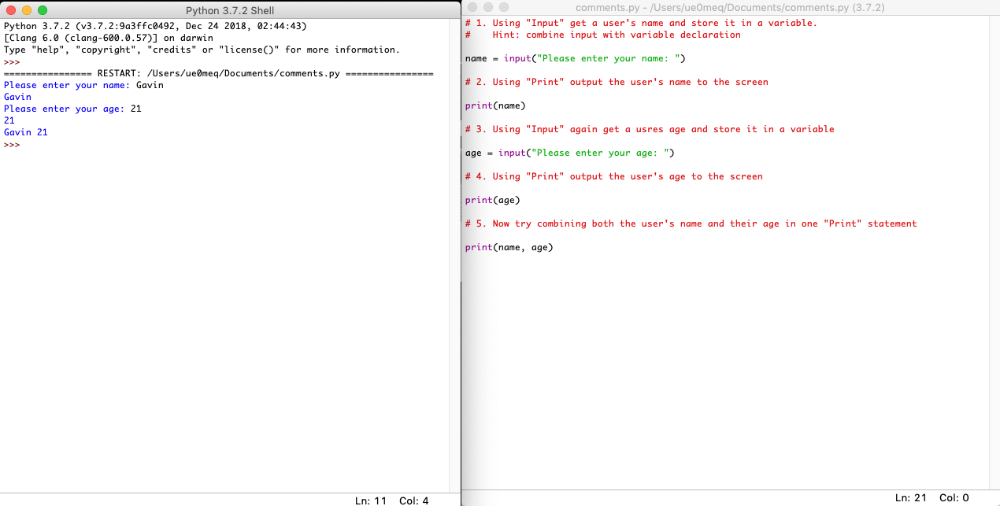 Python 3.7.2 Shell
Python 3.7.2 (v3.7.2:9a3ffc0492, Dec 24 2018, 02:44:43)
[Clang 6.0 (clang-600.0.57)] on darwin
Type "help", "copyright", "credits" or "license()" for more information.
>>>
================ RESTART: /Users/ue0meq/Documents/comments.py ================
Please enter your name: Gavin
Gavin
Please enter your age: 21
21
Gavin 21
>>>
Ln: 11 Col: 4
comments.py - /Users/ue0meq/Documents/comments.py (3.7.2)
# 1. Using "Input" get a user's name and store it in a variable.
#    Hint: combine input with variable declaration
name = input("Please enter your name: ")
# 2. Using "Print" output the user's name to the screen
print(name)
# 3. Using "Input" again get a usres age and store it in a variable
age = input("Please enter your age: ")
# 4. Using "Print" output the user's age to the screen
print(age)
# 5. Now try combining both the user's name and their age in one "Print" statement
print(name, age)
Ln: 21 Col: 0